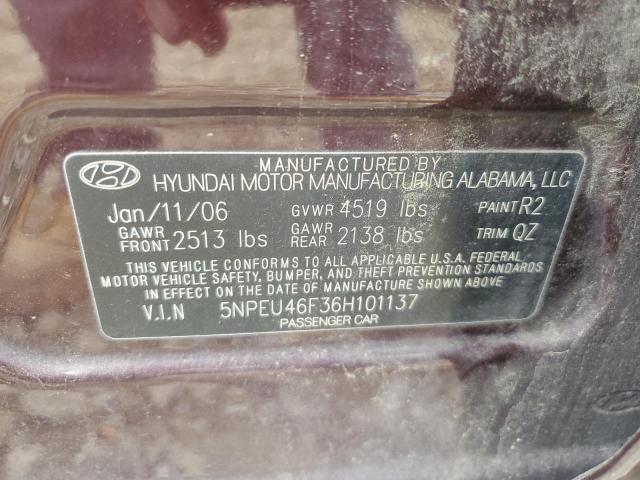 MANUFACTURED BY
HYUNDAI MOTOR MANUFACTURING ALABAMA, LLC
Jan/11/06 GVWR 4519 lbs PAINT R2
GAWR FRONT 2513 lbs GAWR REAR 2138 lbs TRIM QZ
THIS VEHICLE CONFORMS TO ALL APPLICABLE U.S.A. FEDERAL
MOTOR VEHICLE SAFETY, BUMPER, AND THEFT PREVENTION STANDARDS
IN EFFECT ON THE DATE OF MANUFACTURE SHOWN ABOVE
V.I.N 5NPEU46F36H101137
PASSENGER CAR